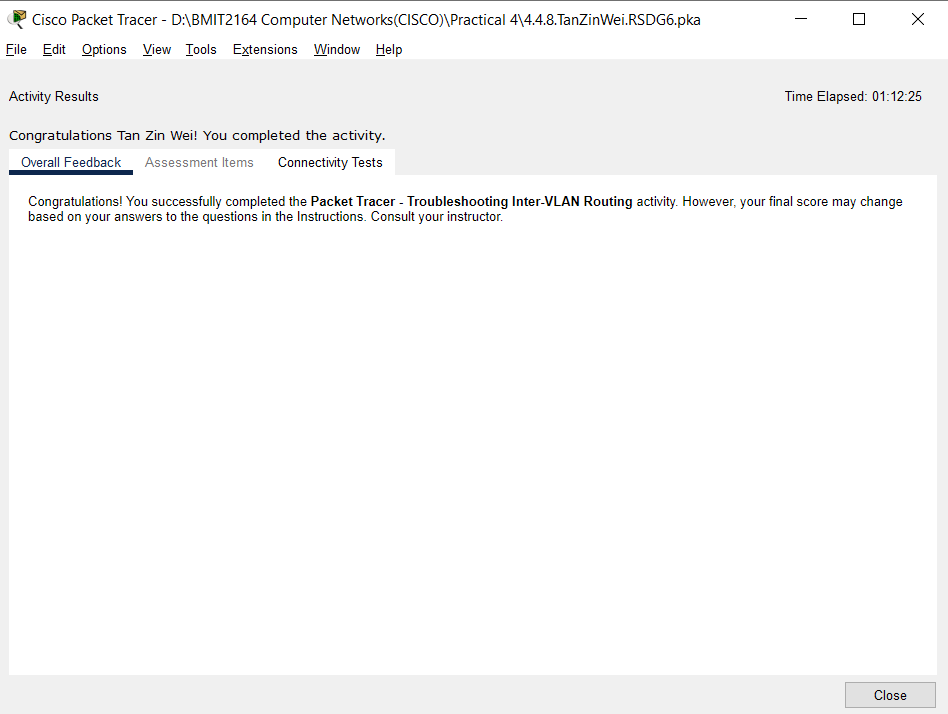 Cisco Packet Tracer - D:\BMIT2164 Computer Networks(CISCO)\Practical 4\4.4.8.TanZinWei.RSDG6.pka
File Edit Options View Tools Extensions Window Help
Activity Results Time Elapsed: 01:12:25
Congratulations Tan Zin Wei! You completed the activity.
Overall Feedback Assessment Items Connectivity Tests
Congratulations! You successfully completed the Packet Tracer - Troubleshooting Inter-VLAN Routing activity. However, your final score may change
based on your answers to the questions in the Instructions. Consult your instructor.
Close